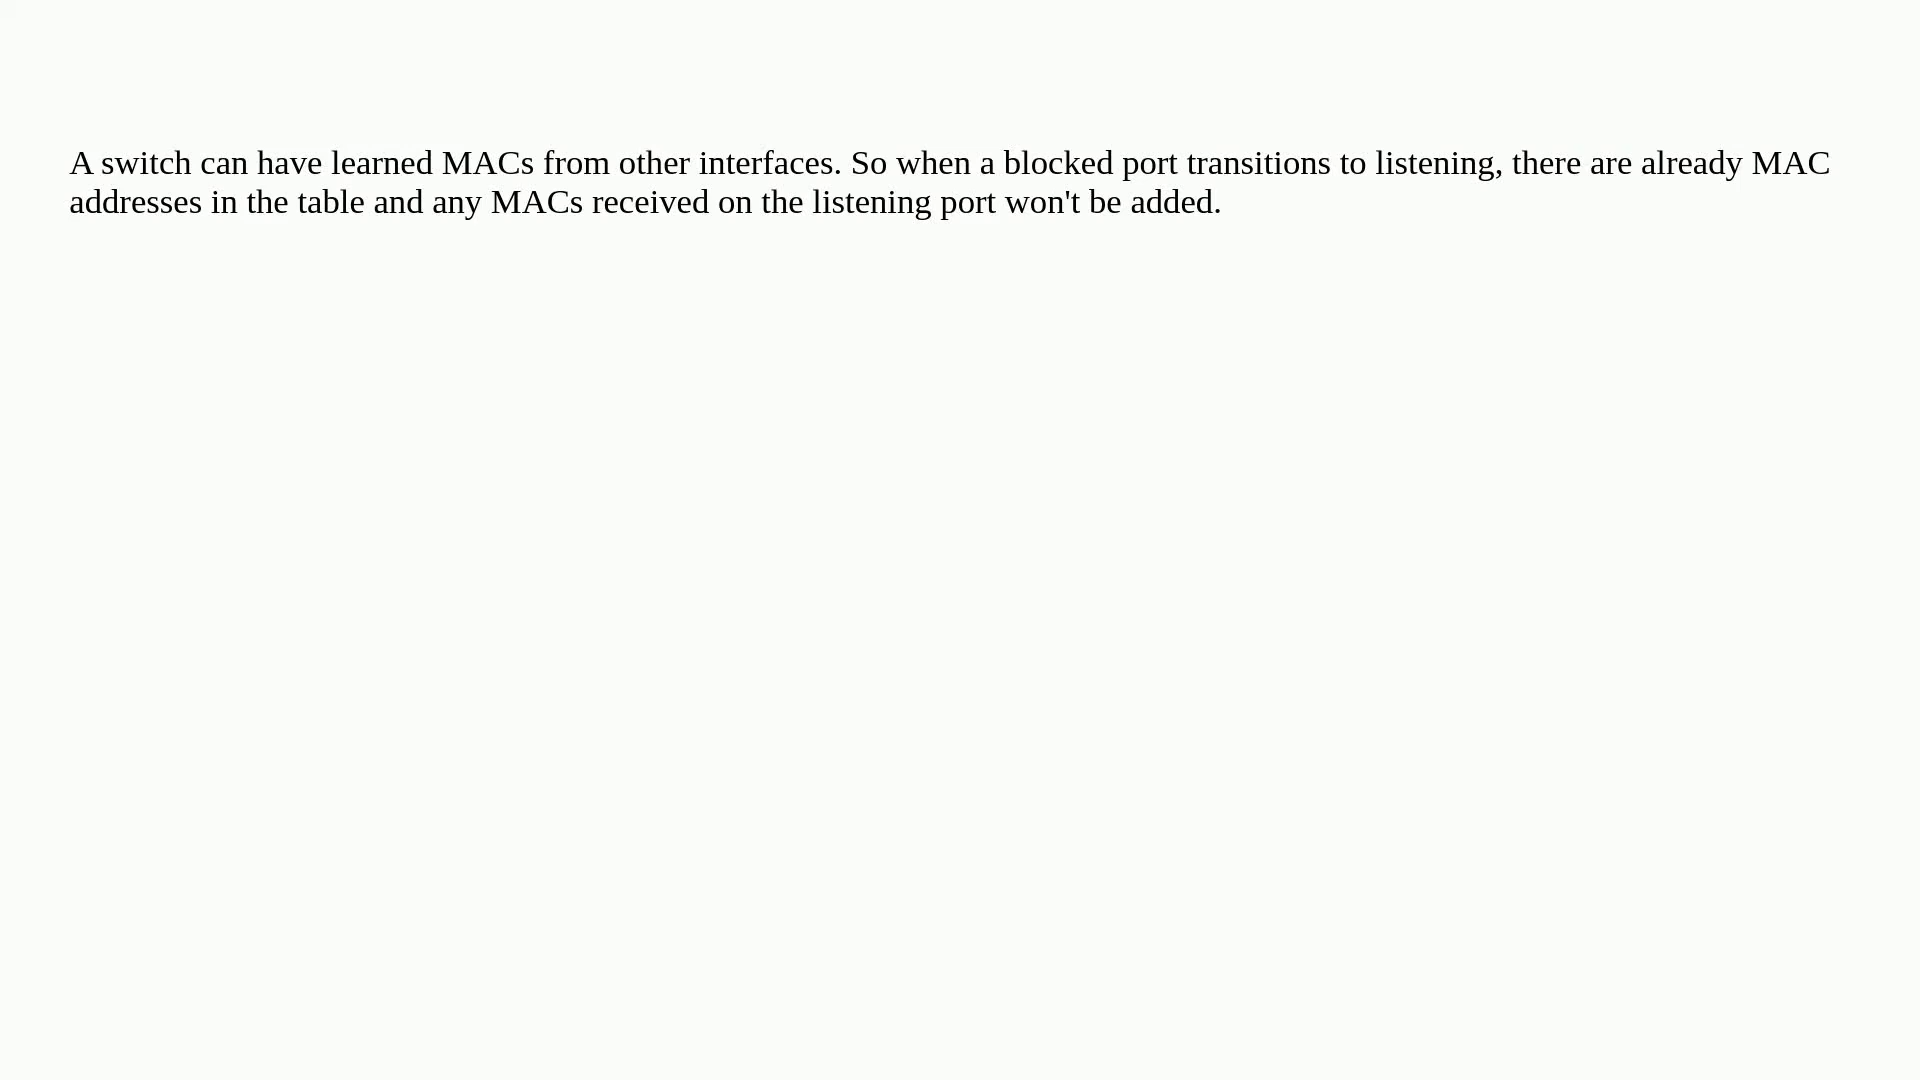 A switch can have learned MACs from other interfaces. So when a blocked port transitions to listening, there are already MAC
addresses in the table and any MACs received on the listening port won't be added.